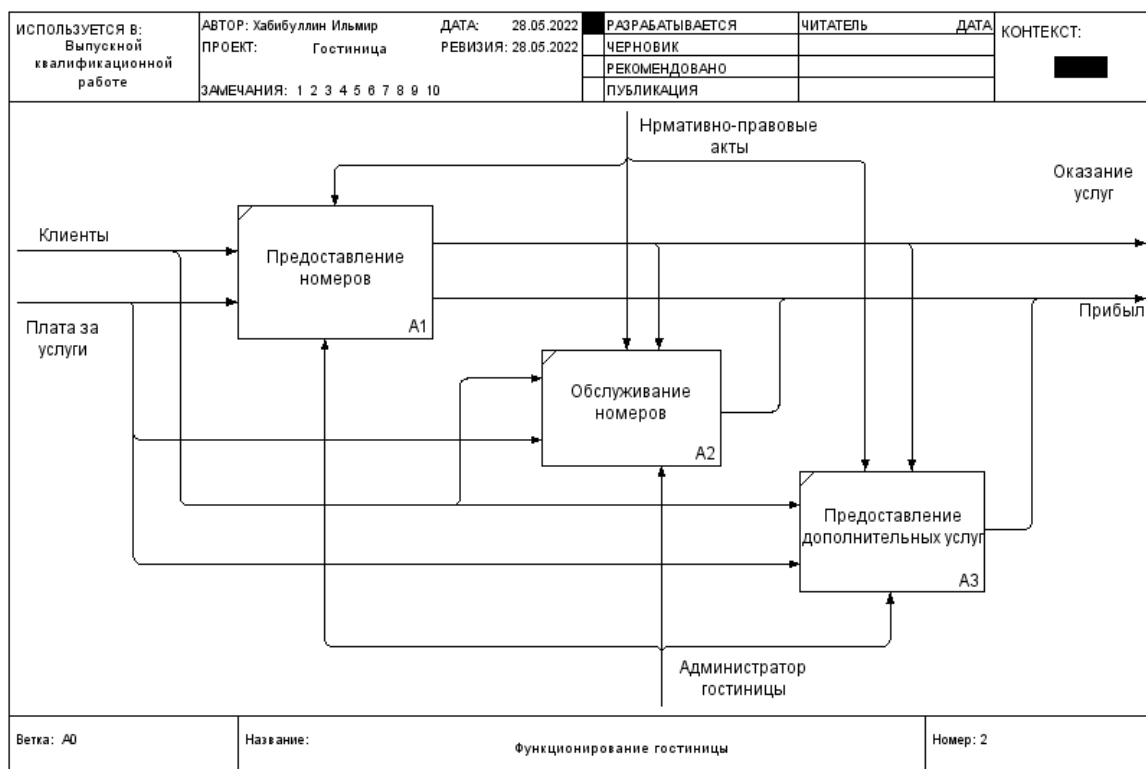 ИСПОЛЬЗУЕТСЯ В:
Выпускной
квалификационной
работе
АВТОР: Хабибуллин Ильмир
ДАТА: 28.05.2022
ПРОЕКТ: Гостиница
РЕВИЗИЯ: 28.05.2022
ЗАМЕЧАНИЯ: 1 2 3 4 5 6 7 8 9 10
РАЗРАБАТЫВАЕТСЯ
ЧЕРНОВИК
РЕКОМЕНДОВАНО
ПУБЛИКАЦИЯ
ЧИТАТЕЛЬ ДАТА
КОНТЕКСТ:
Нрмативно-правовые
акты
Оказание
услуг
Клиенты
Предоставление
номеров
A1
Плата за
услуги
Прибыл
Обслуживание
номеров
A2
Предоставление
дополнительных услуг
A3
Администратор
гостиницы
Ветка: A0
Название: Функционирование гостиницы
Номер: 2